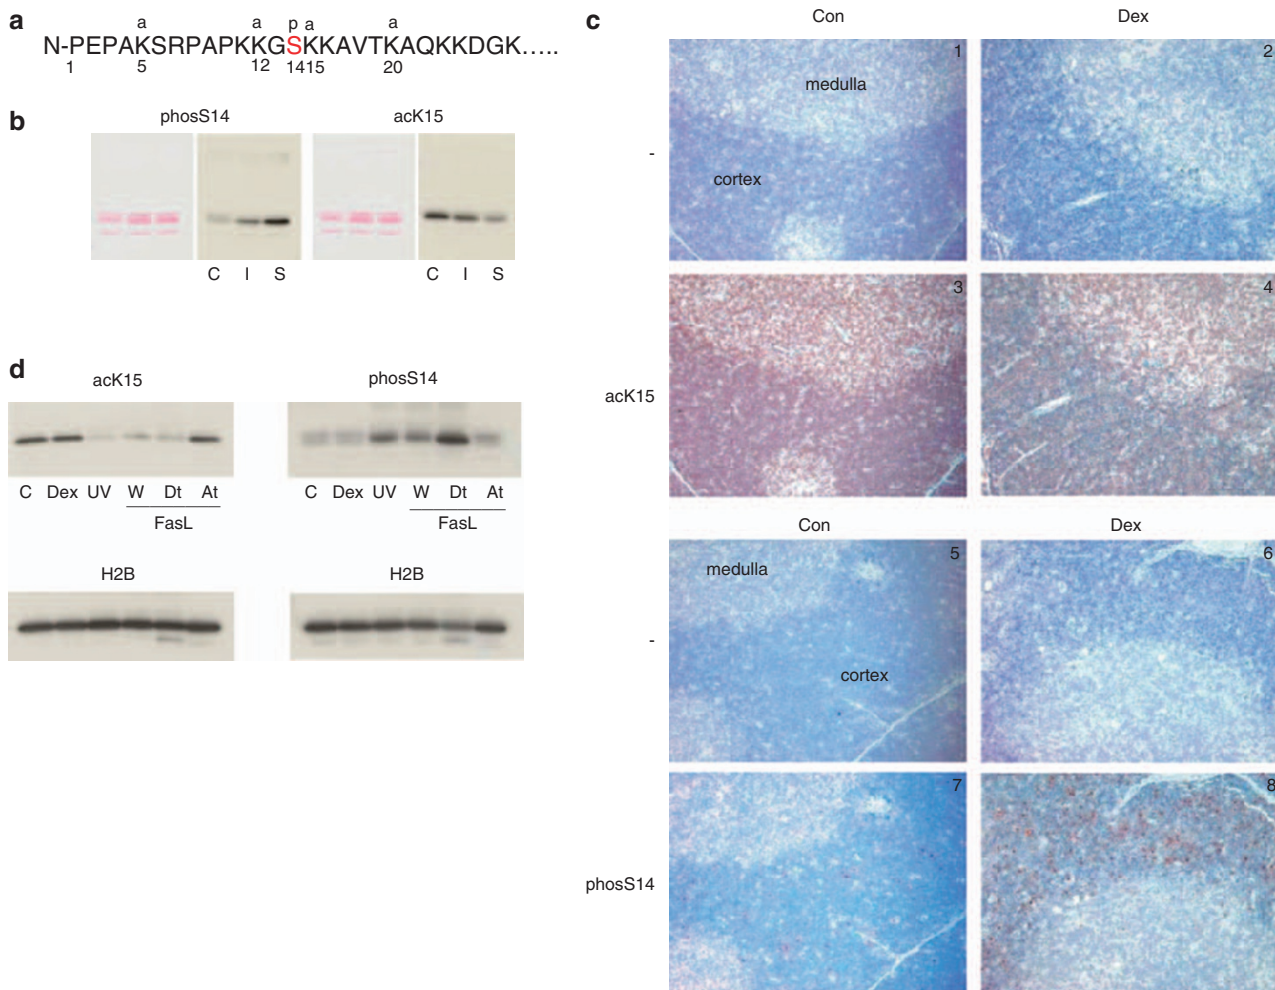 a
a a p a a
N-PEPAKSRPAPKKGSKKAVTKAQKKDGK.....
1 5 12 14 15 20
b
phosS14 acK15
C I S C I S
d
acK15 phosS14
C Dex UV W Dt At C Dex UV W Dt At
FasL FasL
H2B H2B
c
Con Dex
1 2
medulla
-
cortex
3 4
acK15
Con Dex
5 6
medulla
-
cortex
7 8
phosS14